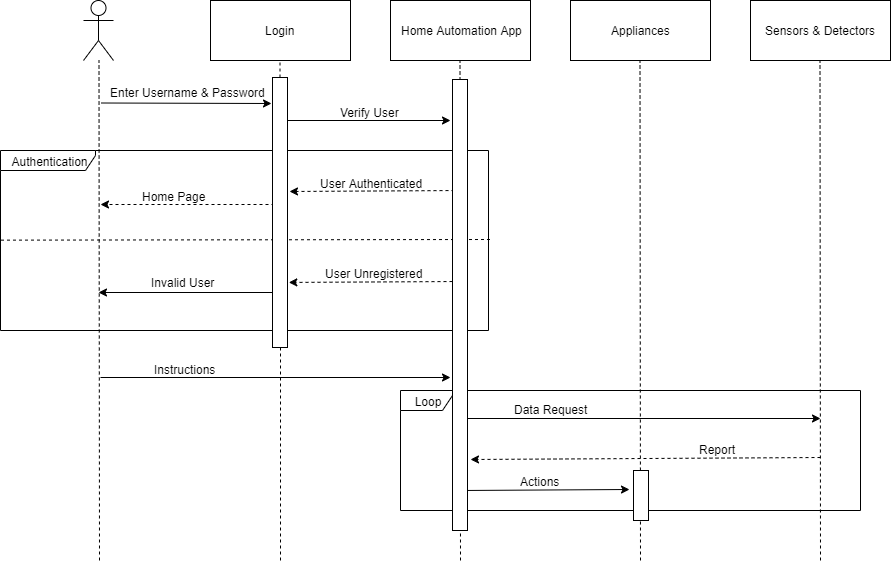 Login
Home Automation App
Appliances
Sensors & Detectors
Enter Username & Password
Verify User
Authentication
User Authenticated
Home Page
User Unregistered
Invalid User
Instructions
Loop
Data Request
Report
Actions